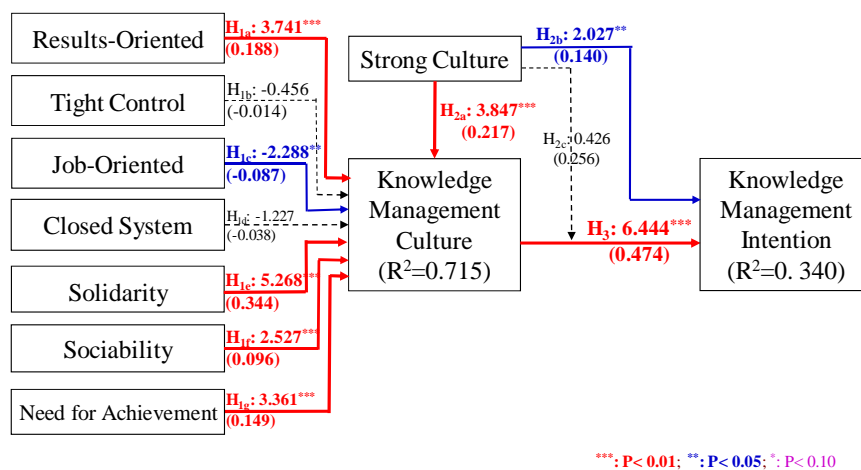 Results-Oriented
H1a: 3.741***
(0.188)
Tight Control
H1b: -0.456
(-0.014)
Job-Oriented
H1c: -2.288**
(-0.087)
Closed System
H1d: -1.227
(-0.038)
Solidarity
H1e: 5.268***
(0.344)
Sociability
H1f: 2.527***
(0.096)
Need for Achievement
H1g: 3.361***
(0.149)
Strong Culture
H2a: 3.847***
(0.217)
H2b: 2.027**
(0.140)
H2c: 0.426
(0.256)
Knowledge
Management
Culture
(R²=0.715)
H3: 6.444***
(0.474)
Knowledge
Management
Intention
(R²=0. 340)
***: P< 0.01; **: P< 0.05; *: P< 0.10